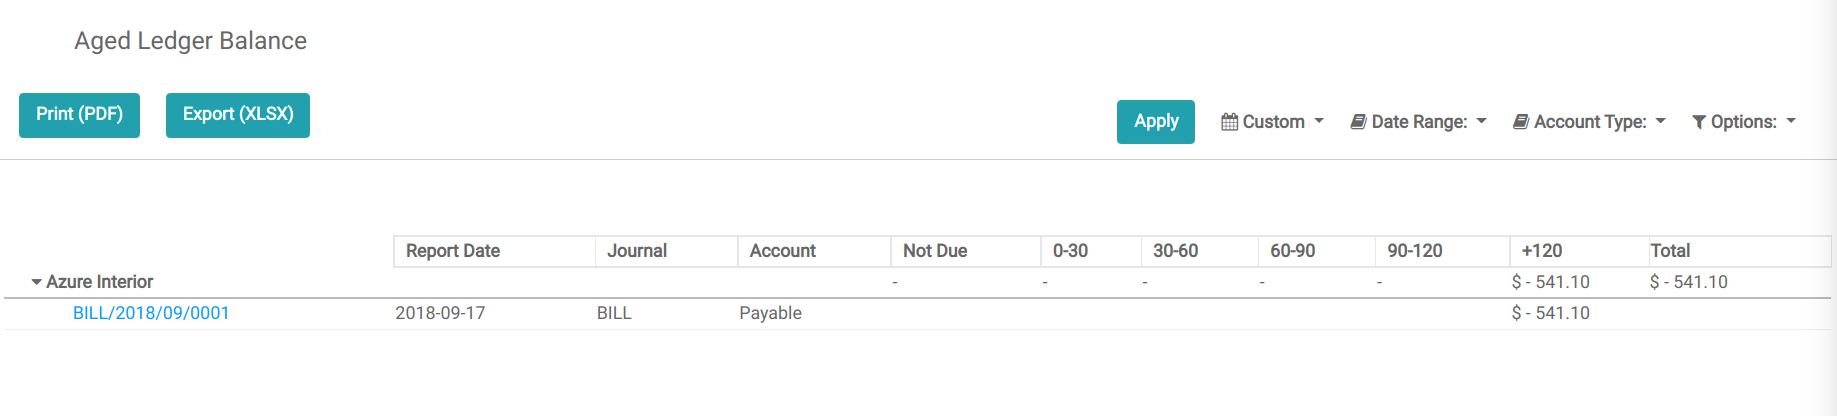 Aged Ledger Balance
Print (PDF) Export (XLSX) Apply Custom Date Range: Account Type: Options:
Report Date Journal Account Not Due 0-30 30-60 60-90 90-120 +120 Total
Azure Interior - - - - - $ - 541.10 $ - 541.10
BILL/2018/09/0001 2018-09-17 BILL Payable $ - 541.10